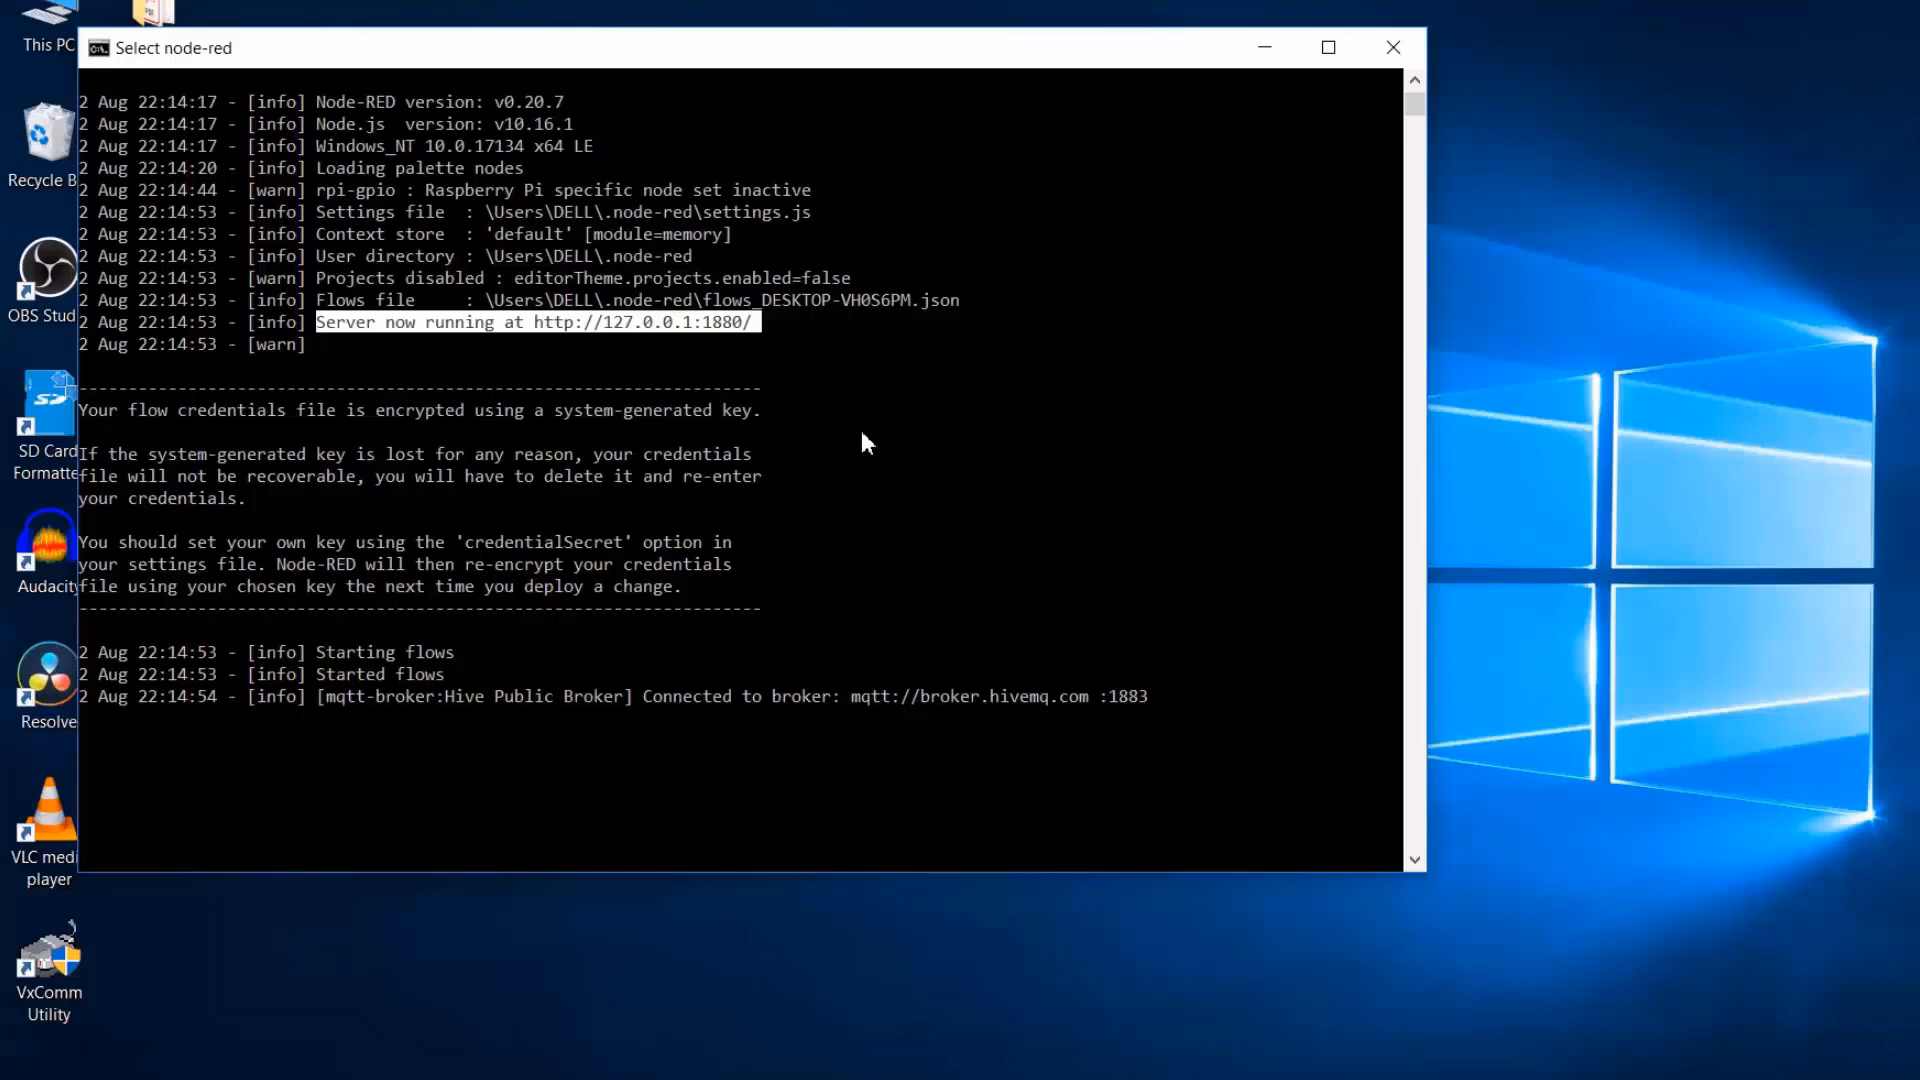 This PC
Select node-red
2 Aug 22:14:17 - [info] Node-RED version: v0.20.7
2 Aug 22:14:17 - [info] Node.js  version: v10.16.1
2 Aug 22:14:17 - [info] Windows_NT 10.0.17134 x64 LE
2 Aug 22:14:20 - [info] Loading palette nodes
2 Aug 22:14:44 - [warn] rpi-gpio : Raspberry Pi specific node set inactive
2 Aug 22:14:53 - [info] Settings file  : \Users\DELL\.node-red\settings.js
2 Aug 22:14:53 - [info] Context store  : 'default' [module=memory]
2 Aug 22:14:53 - [info] User directory : \Users\DELL\.node-red
2 Aug 22:14:53 - [warn] Projects disabled : editorTheme.projects.enabled=false
2 Aug 22:14:53 - [info] Flows file     : \Users\DELL\.node-red\flows_DESKTOP-VH0S6PM.json
2 Aug 22:14:53 - [info] Server now running at http://127.0.0.1:1880/
2 Aug 22:14:53 - [warn]
---------------------------------------------------------------------
Your flow credentials file is encrypted using a system-generated key.
If the system-generated key is lost for any reason, your credentials
file will not be recoverable, you will have to delete it and re-enter
your credentials.
You should set your own key using the 'credentialSecret' option in
your settings file. Node-RED will then re-encrypt your credentials
file using your chosen key the next time you deploy a change.
---------------------------------------------------------------------
2 Aug 22:14:53 - [info] Starting flows
2 Aug 22:14:53 - [info] Started flows
2 Aug 22:14:54 - [info] [mqtt-broker:Hive Public Broker] Connected to broker: mqtt://broker.hivemq.com :1883
Recycle B
OBS Stud
SD
SD Card
Formatte
Audacity
Resolve
VLC medi
player
VxComm
Utility
PDF